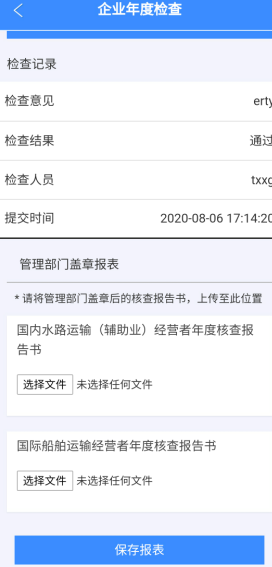 企业年度检查
检查记录
检查意见 erty
检查结果 通过
检查人员 txxg
提交时间 2020-08-06 17:14:20
管理部门盖章报表
* 请将管理部门盖章后的核查报告书，上传至此位置
国内水路运输（辅助业）经营者年度核查报
告书
选择文件 未选择任何文件
国际船舶运输经营者年度核查报告书
选择文件 未选择任何文件
保存报表